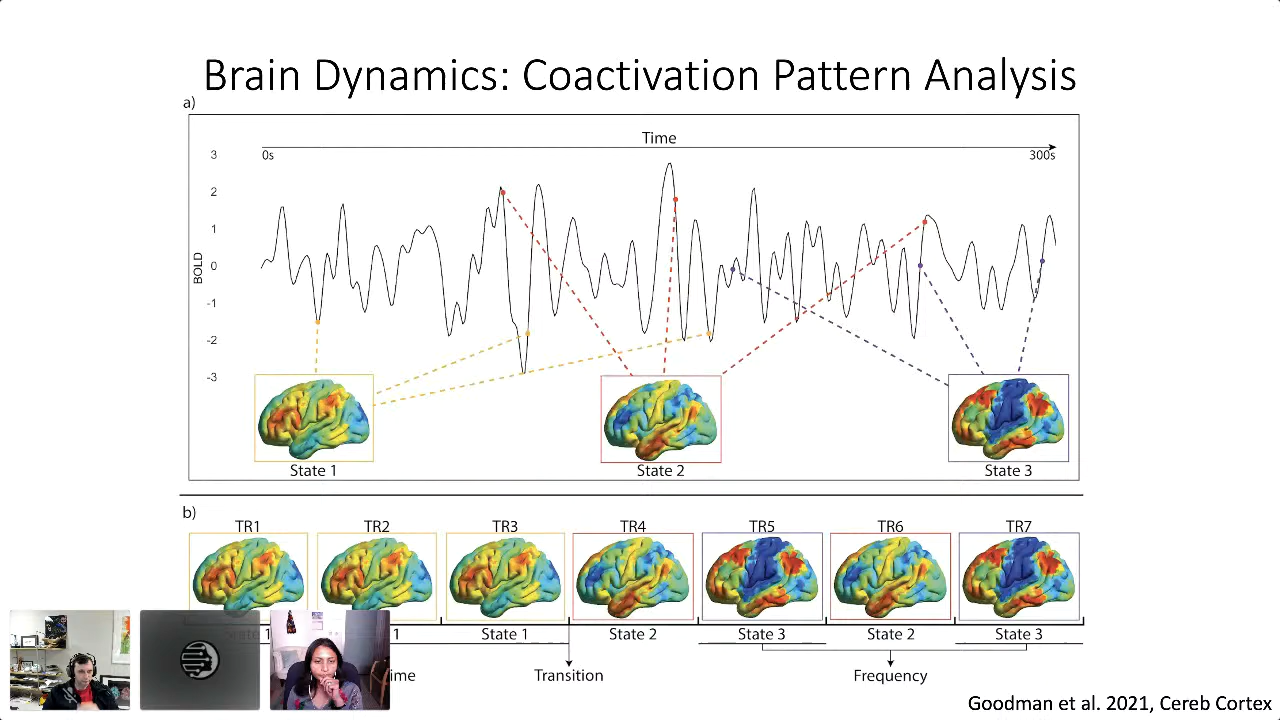 Brain Dynamics: Coactivation Pattern Analysis
a)
Time
0s 300s
3
2
1
0
-1
-2
-3
BOLD
State 1 State 2 State 3
b)
TR1 TR2 TR3 TR4 TR5 TR6 TR7
1 State 1 State 2 State 3 State 2 State 3
ime Transition Frequency
Goodman et al. 2021, Cereb Cortex